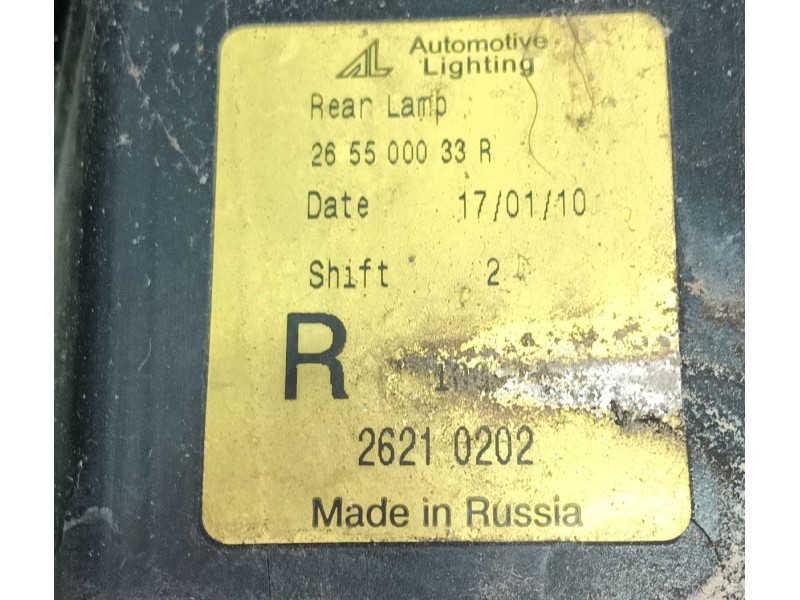 AL Automotive
Lighting
Rear Lamp
26 55 000 33 R
Date 17/01/10
Shift 2
R
2621 0202
Made in Russia